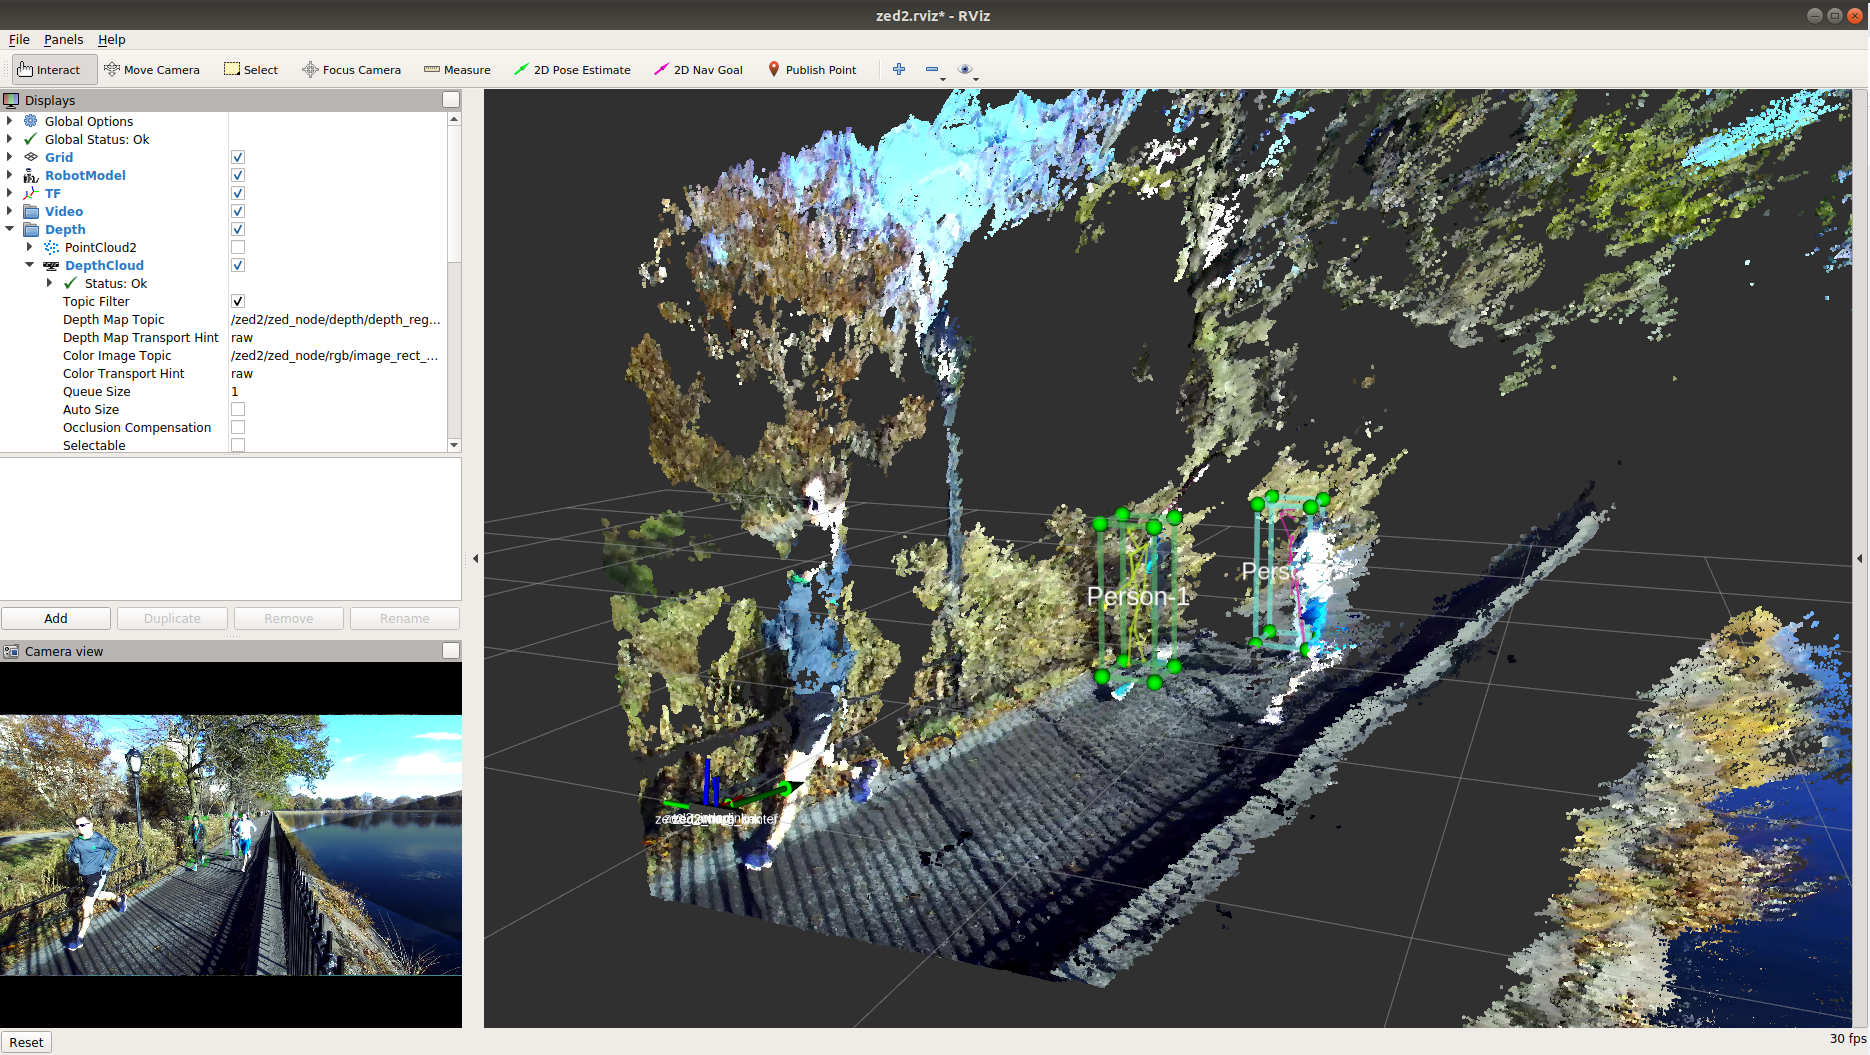 zed2.rviz* - RViz
File Panels Help
Interact Move Camera Select Focus Camera Measure 2D Pose Estimate 2D Nav Goal Publish Point
Displays
Global Options
Global Status: Ok
Grid
RobotModel
TF
Video
Depth
PointCloud2
DepthCloud
Status: Ok
Topic Filter
Depth Map Topic /zed2/zed_node/depth/depth_reg...
Depth Map Transport Hint raw
Color Image Topic /zed2/zed_node/rgb/image_rect_...
Color Transport Hint raw
Queue Size 1
Auto Size
Occlusion Compensation
Selectable
Add Duplicate Remove Rename
Camera view
Person-1
Reset
30 fps